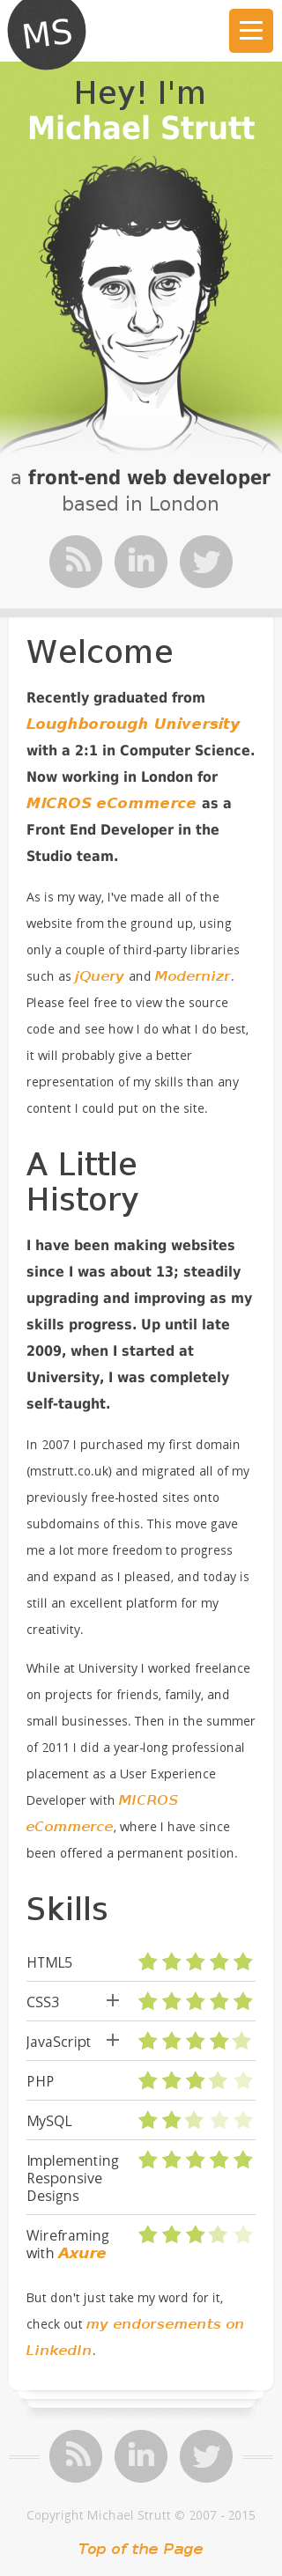 MS
Hey! I'm
Michael Strutt
a front-end web developer
based in London
in
Welcome
Recently graduated from
Loughborough University
with a 2:1 in Computer Science.
Now working in London for
MICROS eCommerce as a
Front End Developer in the
Studio team.
As is my way, I've made all of the
website from the ground up, using
only a couple of third-party libraries
such as jQuery and Modernizr.
Please feel free to view the source
code and see how I do what I do best,
it will probably give a better
representation of my skills than any
content I could put on the site.
A Little
History
I have been making websites
since I was about 13; steadily
upgrading and improving as my
skills progress. Up until late
2009, when I started at
University, I was completely
self-taught.
In 2007 I purchased my first domain
(mstrutt.co.uk) and migrated all of my
previously free-hosted sites onto
subdomains of this. This move gave
me a lot more freedom to progress
and expand as I pleased, and today is
still an excellent platform for my
creativity.
While at University I worked freelance
on projects for friends, family, and
small businesses. Then in the summer
of 2011 I did a year-long professional
placement as a User Experience
Developer with MICROS
eCommerce, where I have since
been offered a permanent position.
Skills
HTML5
CSS3 +
JavaScript +
PHP
MySQL
Implementing
Responsive
Designs
Wireframing
with Axure
But don't just take my word for it,
check out my endorsements on
LinkedIn.
in
Copyright Michael Strutt © 2007 - 2015
Top of the Page